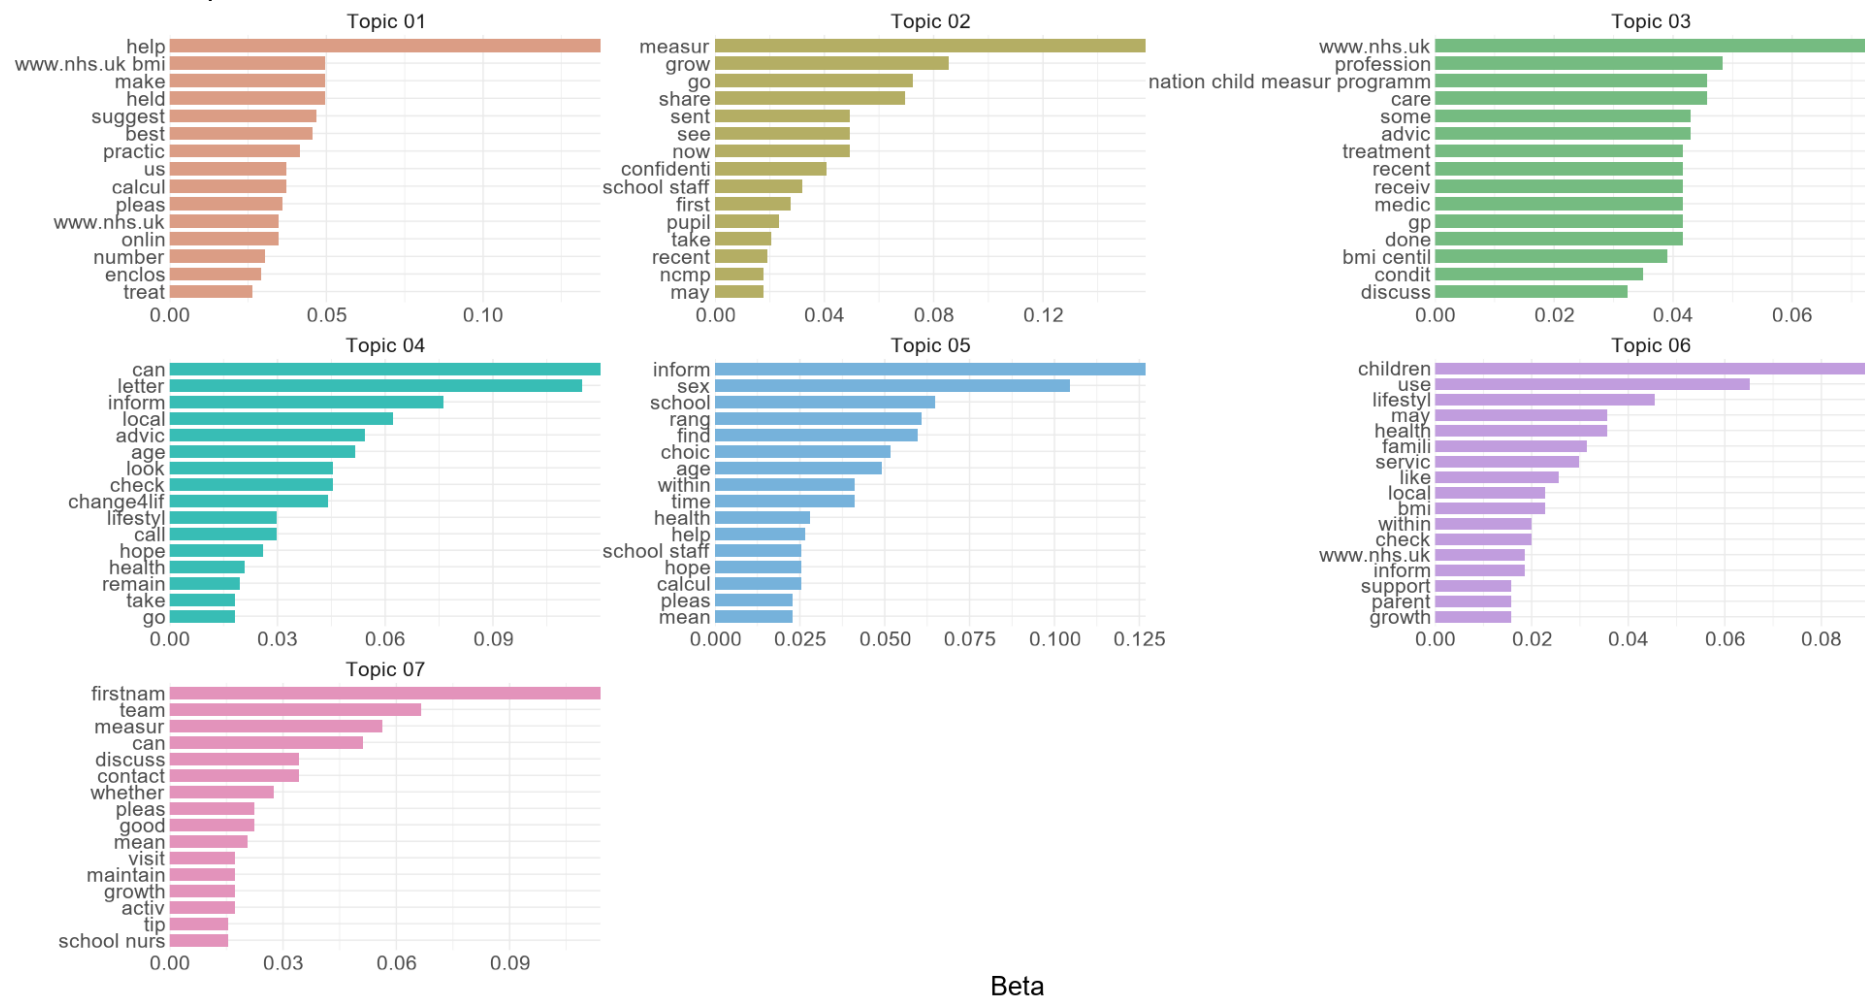 Topic 01
help
www.nhs.uk bmi
make
held
suggest
best
practic
us
calcul
pleas
www.nhs.uk
onlin
number
enclos
treat
0.00 0.05 0.10
Topic 02
measur
grow
go
share
sent
see
now
confidenti
school staff
first
pupil
take
recent
ncmp
may
0.00 0.04 0.08 0.12
Topic 03
www.nhs.uk
profession
nation child measur programm
care
some
advic
treatment
recent
receiv
medic
gp
done
bmi centil
condit
discuss
0.00 0.02 0.04 0.06
Topic 04
can
letter
inform
local
advic
age
look
check
change4lif
lifestyl
call
hope
health
remain
take
go
0.00 0.03 0.06 0.09
Topic 05
inform
sex
school
rang
find
choic
age
within
time
health
help
school staff
hope
calcul
pleas
mean
0.000 0.025 0.050 0.075 0.100 0.125
Topic 06
children
use
lifestyl
may
health
famili
servic
like
local
bmi
within
check
www.nhs.uk
inform
support
parent
growth
0.00 0.02 0.04 0.06 0.08
Topic 07
firstnam
team
measur
can
discuss
contact
whether
pleas
good
mean
visit
maintain
growth
activ
tip
school nurs
0.00 0.03 0.06 0.09
Beta